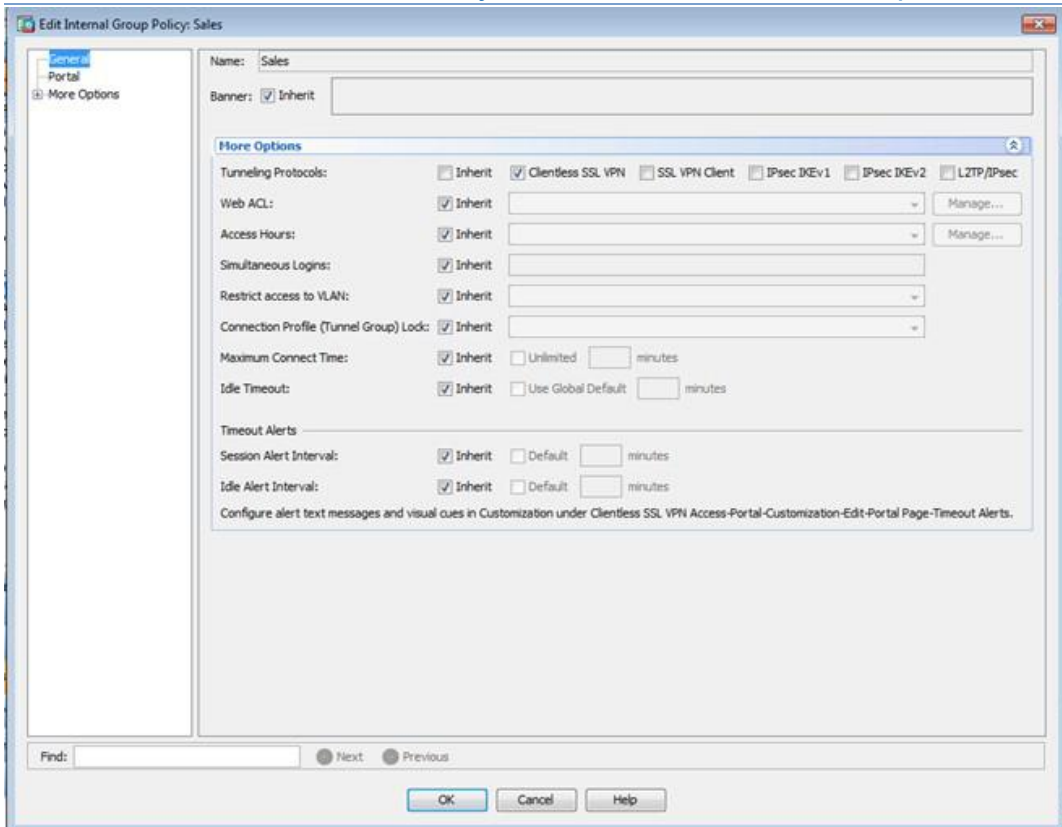 Edit Internal Group Policy: Sales
General
Portal
More Options
Name: Sales
Banner: Inherit
More Options
Tunneling Protocols: Inherit Clientless SSL VPN SSL VPN Client IPsec IKEv1 IPsec IKEv2 L2TP/IPsec
Web ACL: Inherit Manage...
Access Hours: Inherit Manage...
Simultaneous Logins: Inherit
Restrict access to VLAN: Inherit
Connection Profile (Tunnel Group) Lock: Inherit
Maximum Connect Time: Inherit Unlimited minutes
Idle Timeout: Inherit Use Global Default minutes
Timeout Alerts
Session Alert Interval: Inherit Default minutes
Idle Alert Interval: Inherit Default minutes
Configure alert text messages and visual cues in Customization under Clientless SSL VPN Access-Portal-Customization-Edit-Portal Page-Timeout Alerts.
Find: Next Previous
OK Cancel Help